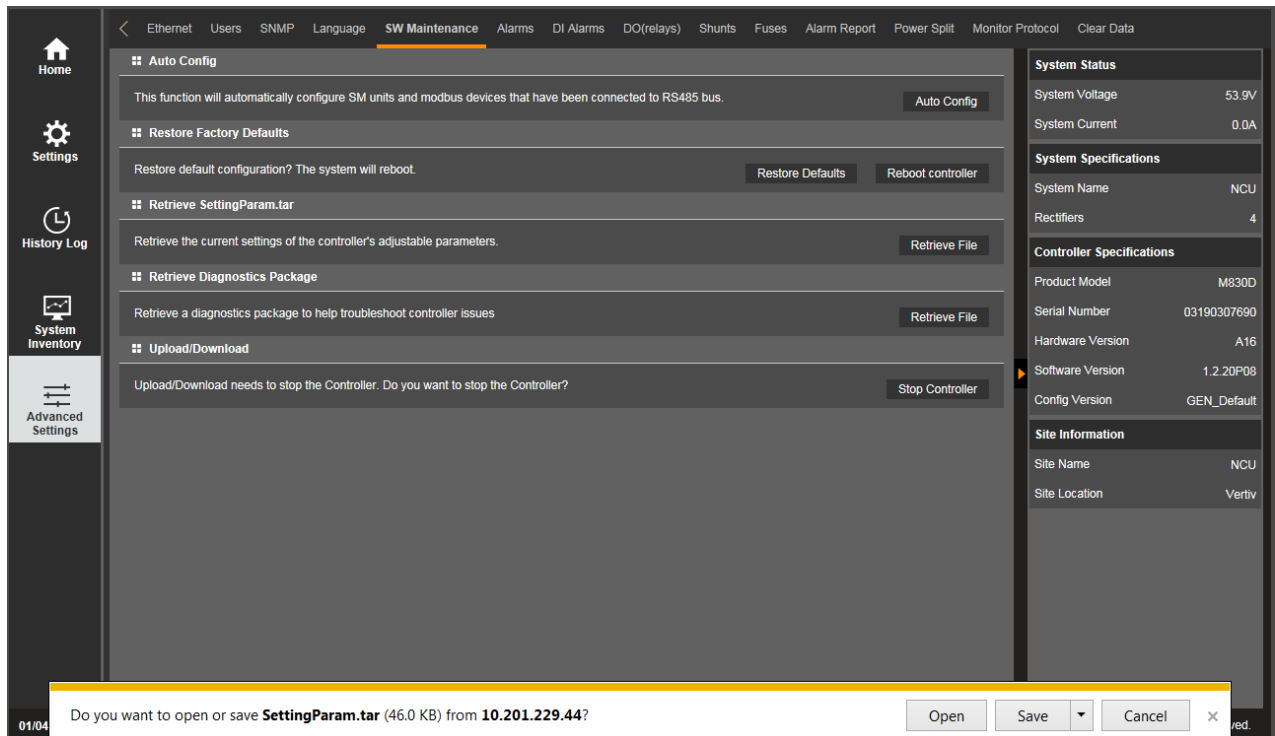 Home
Settings
History Log
System
Inventory
Advanced
Settings
Ethernet Users SNMP Language SW Maintenance Alarms DI Alarms DO(relays) Shunts Fuses Alarm Report Power Split Monitor Protocol Clear Data
Auto Config
This function will automatically configure SM units and modbus devices that have been connected to RS485 bus.
Auto Config
Restore Factory Defaults
Restore default configuration? The system will reboot.
Restore Defaults Reboot controller
Retrieve SettingParam.tar
Retrieve the current settings of the controller's adjustable parameters.
Retrieve File
Retrieve Diagnostics Package
Retrieve a diagnostics package to help troubleshoot controller issues
Retrieve File
Upload/Download
Upload/Download needs to stop the Controller. Do you want to stop the Controller?
Stop Controller
System Status
System Voltage 53.9V
System Current 0.0A
System Specifications
System Name NCU
Rectifiers 4
Controller Specifications
Product Model M830D
Serial Number 03190307690
Hardware Version A16
Software Version 1.2.20P08
Config Version GEN_Default
Site Information
Site Name NCU
Site Location Vertiv
01/04
Do you want to open or save SettingParam.tar (46.0 KB) from 10.201.229.44?
Open Save Cancel
ved.